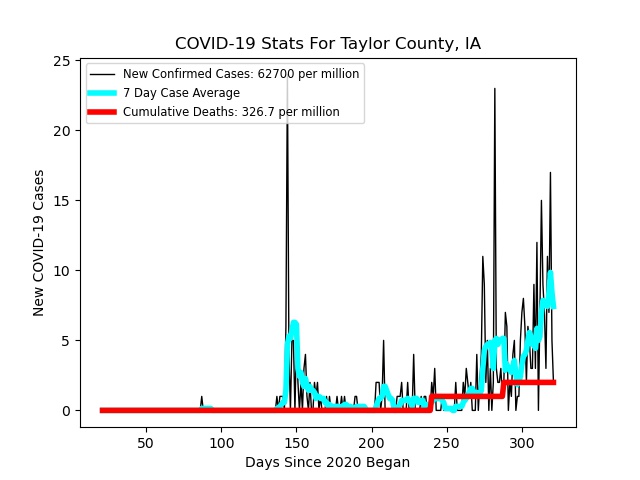 COVID-19 Stats For Taylor County, IA
New Confirmed Cases: 62700 per million
7 Day Case Average
Cumulative Deaths: 326.7 per million
New COVID-19 Cases
25
20
15
10
5
0
50 100 150 200 250 300
Days Since 2020 Began